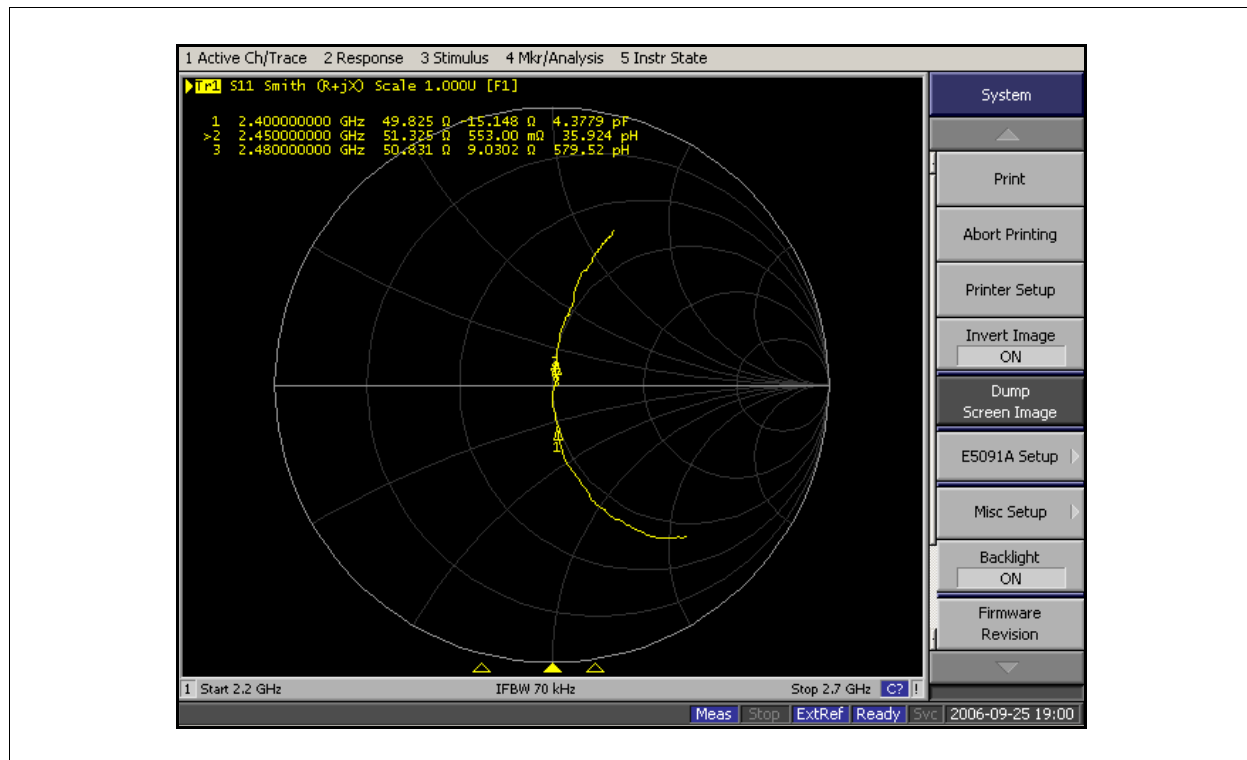 1 Active Ch/Trace 2 Response 3 Stimulus 4 Mkr/Analysis 5 Instr State
Tr1 S11 Smith (R+jX) Scale 1.000U [F1]
1 2.400000000 GHz 49.825 Ω -15.148 Ω 4.3779 pF
>2 2.450000000 GHz 51.325 Ω 553.00 mΩ 35.924 pH
3 2.480000000 GHz 50.831 Ω 9.0302 Ω 579.52 pH
1
System
Print
Abort Printing
Printer Setup
Invert Image
ON
Dump
Screen Image
E5091A Setup
Misc Setup
Backlight
ON
Firmware
Revision
1 Start 2.2 GHz IFBW 70 kHz Stop 2.7 GHz C? !
Meas Stop ExtRef Ready Svc 2006-09-25 19:00